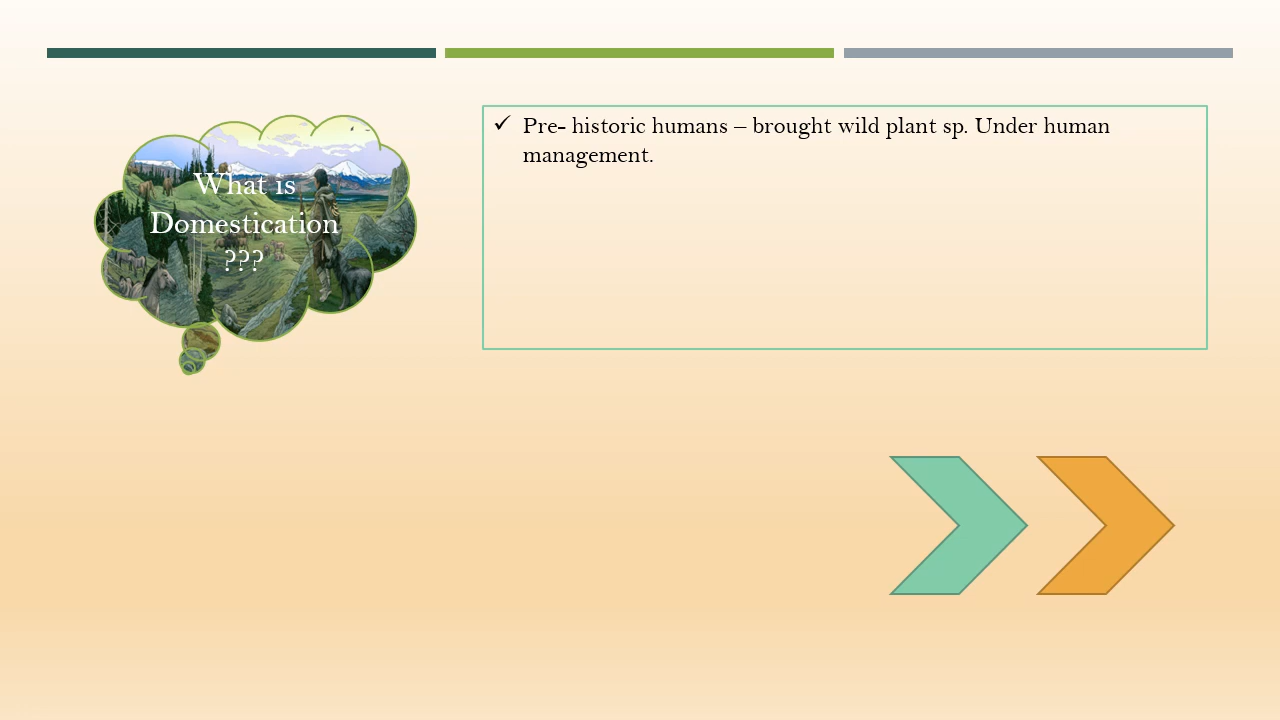 What is
Domestication
???
✓ Pre- historic humans – brought wild plant sp. Under human
management.